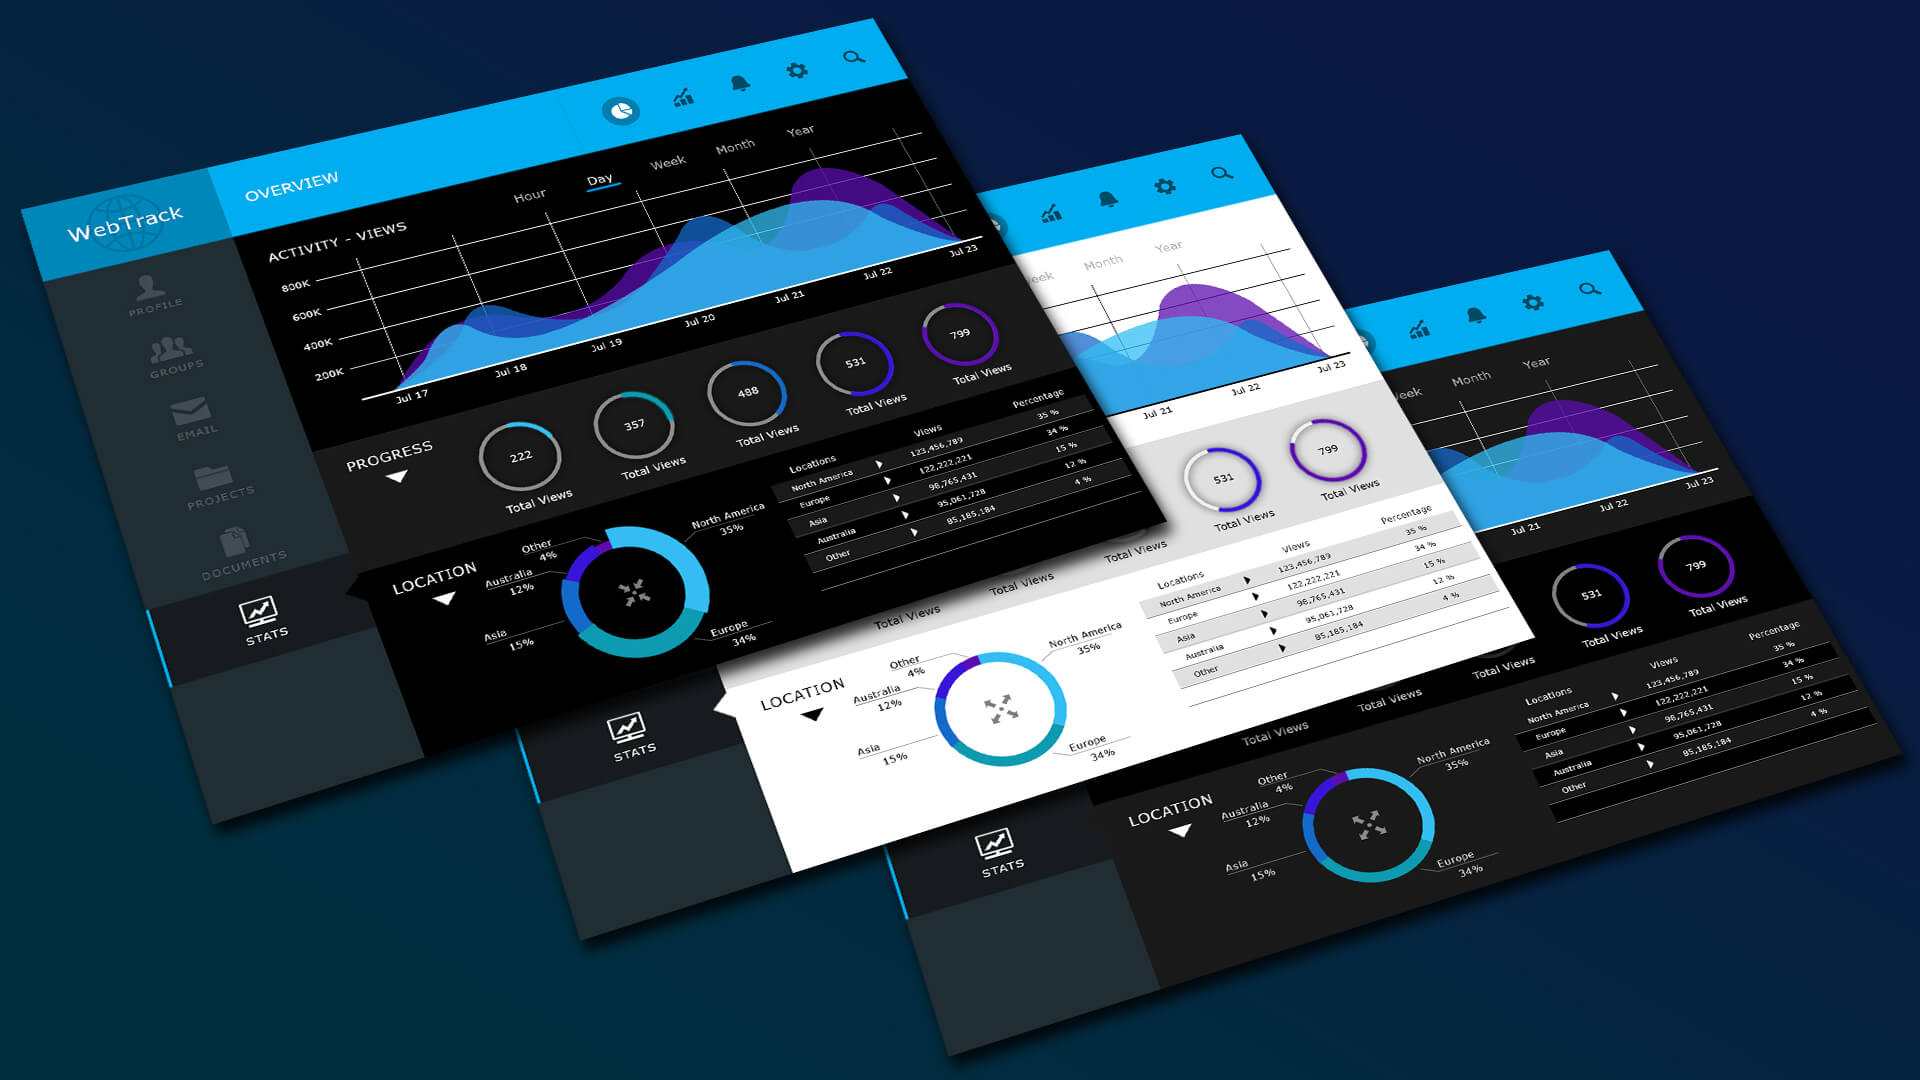 WebTrack
OVERVIEW
PROFILE
GROUPS
EMAIL
PROJECTS
DOCUMENTS
STATS
ACTIVITY - VIEWS
Hour Day Week Month Year
800K
600K
400K
200K
Jul 17 Jul 18 Jul 19 Jul 20 Jul 21 Jul 22 Jul 23
PROGRESS
222 357 488 531 799
Total Views Total Views Total Views Total Views Total Views
LOCATION
Other
4%
Australia
12%
Asia
15%
North America
35%
Europe
34%
Locations Views Percentage
North America 123,456,789 35 %
Europe 122,222,221 34 %
Asia 98,765,431 15 %
Australia 95,061,728 12 %
Other 85,185,184 4 %
Month Year
Jul 21 Jul 22 Jul 23
531 799
Total Views Total Views Total Views Total Views Total Views
STATS
LOCATION
Other
4%
Australia
12%
Asia
15%
North America
35%
Europe
34%
Locations Views Percentage
North America 123,456,789 35 %
Europe 122,222,221 34 %
Asia 98,765,431 15 %
Australia 95,061,728 12 %
Other 85,185,184 4 %
Month Year
Jul 21 Jul 22 Jul 23
531 799
Total Views Total Views Total Views Total Views Total Views
STATS
LOCATION
Other
4%
Australia
12%
Asia
15%
North America
35%
Europe
34%
Locations Views Percentage
North America 123,456,789 35 %
Europe 122,222,221 34 %
Asia 98,765,431 15 %
Australia 95,061,728 12 %
Other 85,185,184 4 %